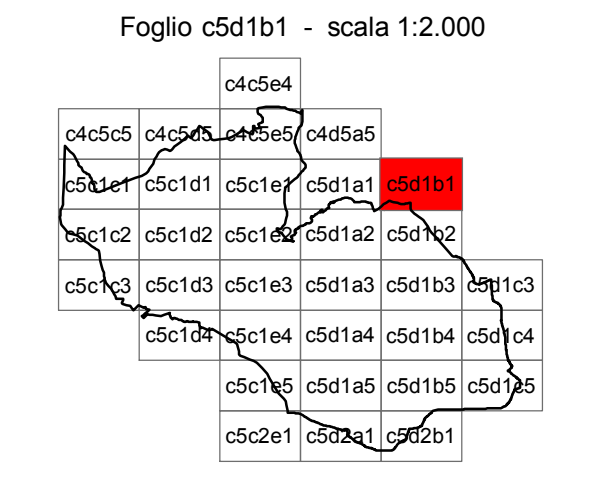 Foglio c5d1b1 - scala 1:2.000
c4c5e4
c4c5c5 c4c5d5 c4c5e5 c4d5a5
c5c1c1 c5c1d1 c5c1e1 c5d1a1 c5d1b1
c5c1c2 c5c1d2 c5c1e2 c5d1a2 c5d1b2
c5c1c3 c5c1d3 c5c1e3 c5d1a3 c5d1b3 c5d1c3
c5c1d4 c5c1e4 c5d1a4 c5d1b4 c5d1c4
c5c1e5 c5d1a5 c5d1b5 c5d1c5
c5c2e1 c5d2a1 c5d2b1